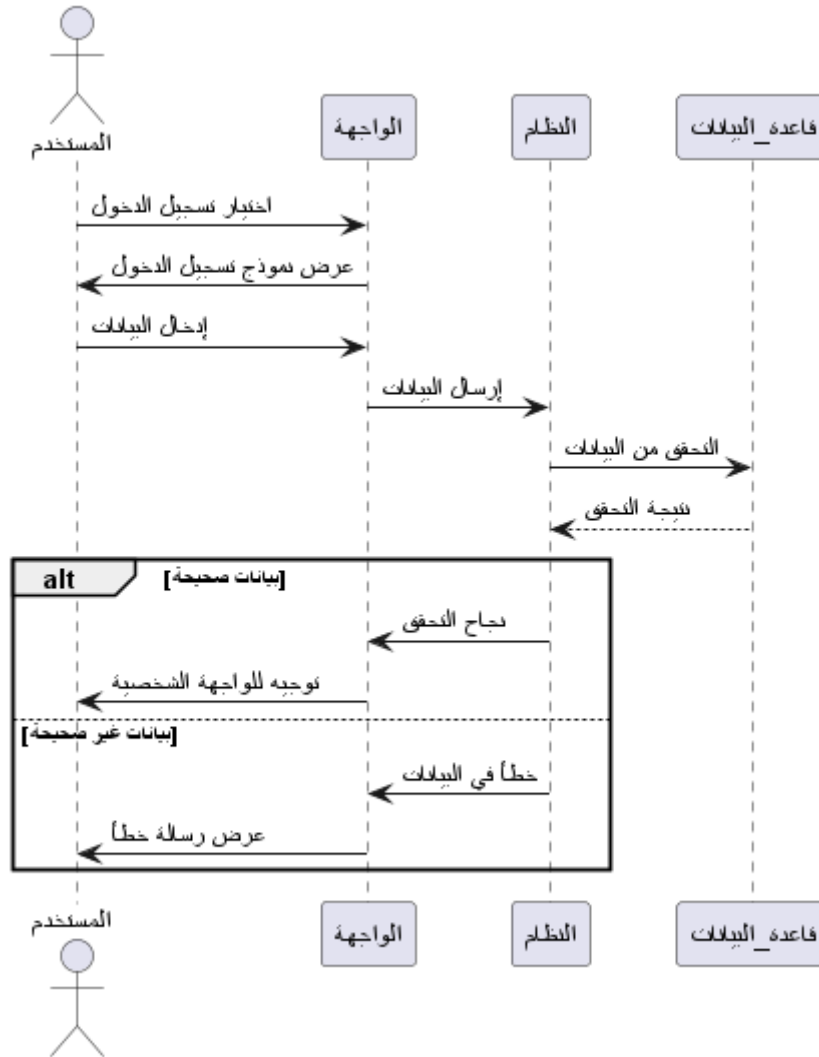 المستخدم
الواجهة
النظام
قاعدة_البيانات
اختيار تسجيل الدخول
عرض نموذج تسجيل الدخول
إدخال البيانات
إرسال البيانات
التحقق من البيانات
نتيجة التحقق
alt [بيانات صحيحة]
نجاح التحقق
توجيه للواجهة الشخصية
[بيانات غير صحيحة]
خطأ في البيانات
عرض رسالة خطأ
المستخدم
الواجهة
النظام
قاعدة_البيانات